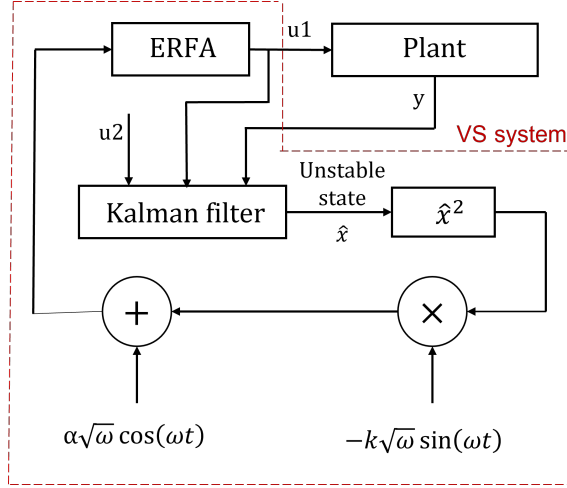 ERFA
u1
Plant
y
VS system
u2
Kalman filter
Unstable
state
x̂
x̂²
+
×
α√ω cos(ωt)
−k√ω sin(ωt)